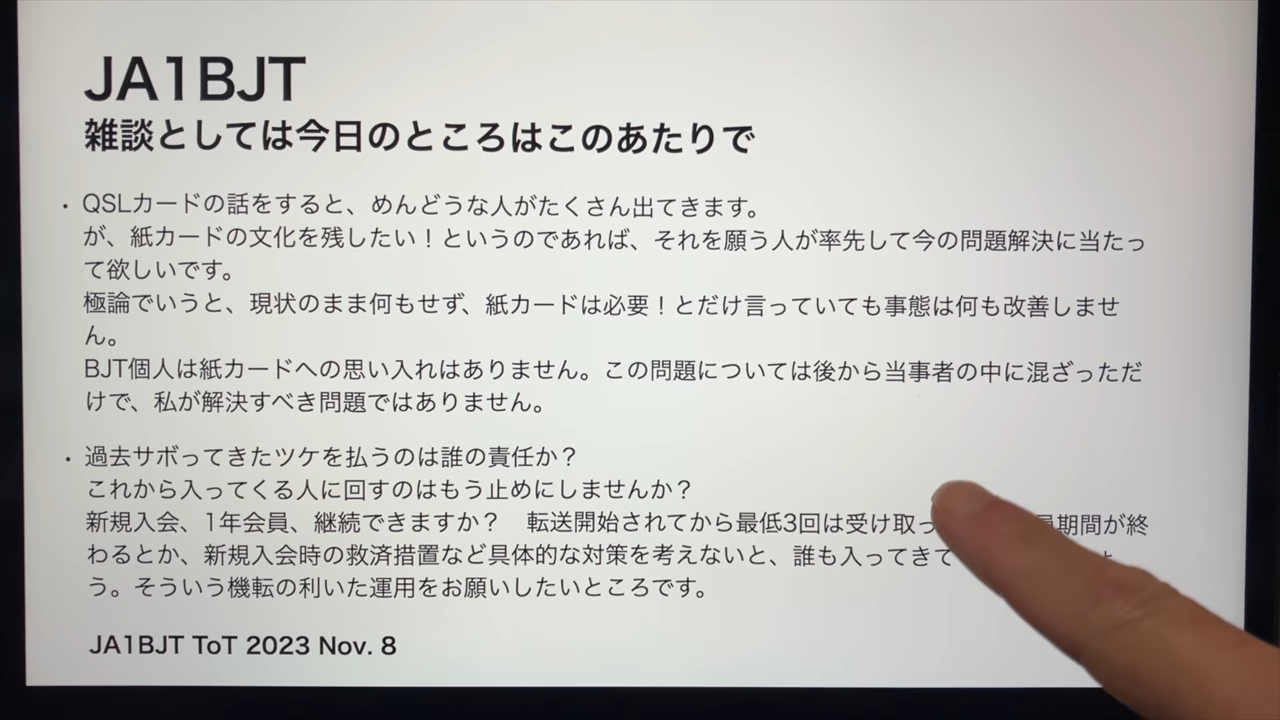 JA1BJT
雑談としては今日のところはこのあたりで
・QSLカードの話をすると、めんどうな人がたくさん出てきます。
が、紙カードの文化を残したい！というのであれば、それを願う人が率先して今の問題解決に当たっ
て欲しいです。
極論でいうと、現状のまま何もせず、紙カードは必要！とだけ言っていても事態は何も改善しませ
ん。
BJT個人は紙カードへの思い入れはありません。この問題については後から当事者の中に混ざっただ
けで、私が解決すべき問題ではありません。
・過去サボってきたツケを払うのは誰の責任か？
これから入ってくる人に回すのはもう止めにしませんか？
新規入会、1年会員、継続できますか？　転送開始されてから最低3回は受け取っ 期間が終
わるとか、新規入会時の救済措置など具体的な対策を考えないと、誰も入ってきて
う。そういう機転の利いた運用をお願いしたいところです。
JA1BJT ToT 2023 Nov. 8